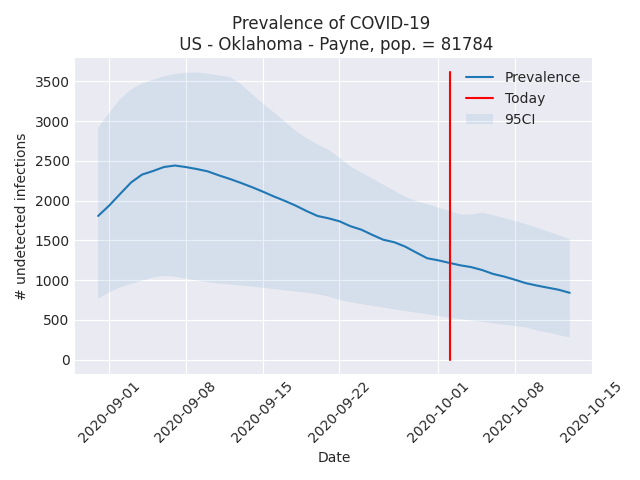 Prevalence of COVID-19
US - Oklahoma - Payne, pop. = 81784
Prevalence
Today
95CI
# undetected infections
3500
3000
2500
2000
1500
1000
500
0
2020-09-01
2020-09-08
2020-09-15
2020-09-22
2020-10-01
2020-10-08
2020-10-15
Date